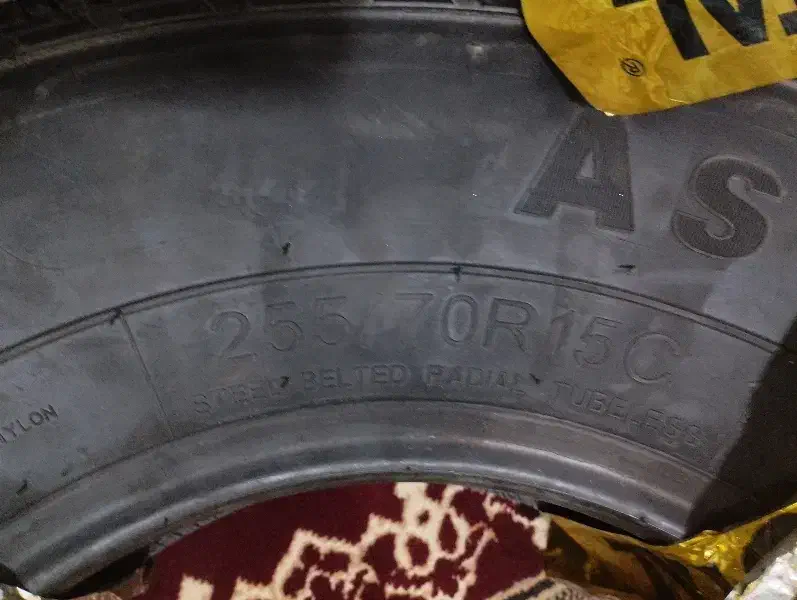 ®
AS
255/70R15C
STEEL BELTED RADIAL TUBELESS
NYLON